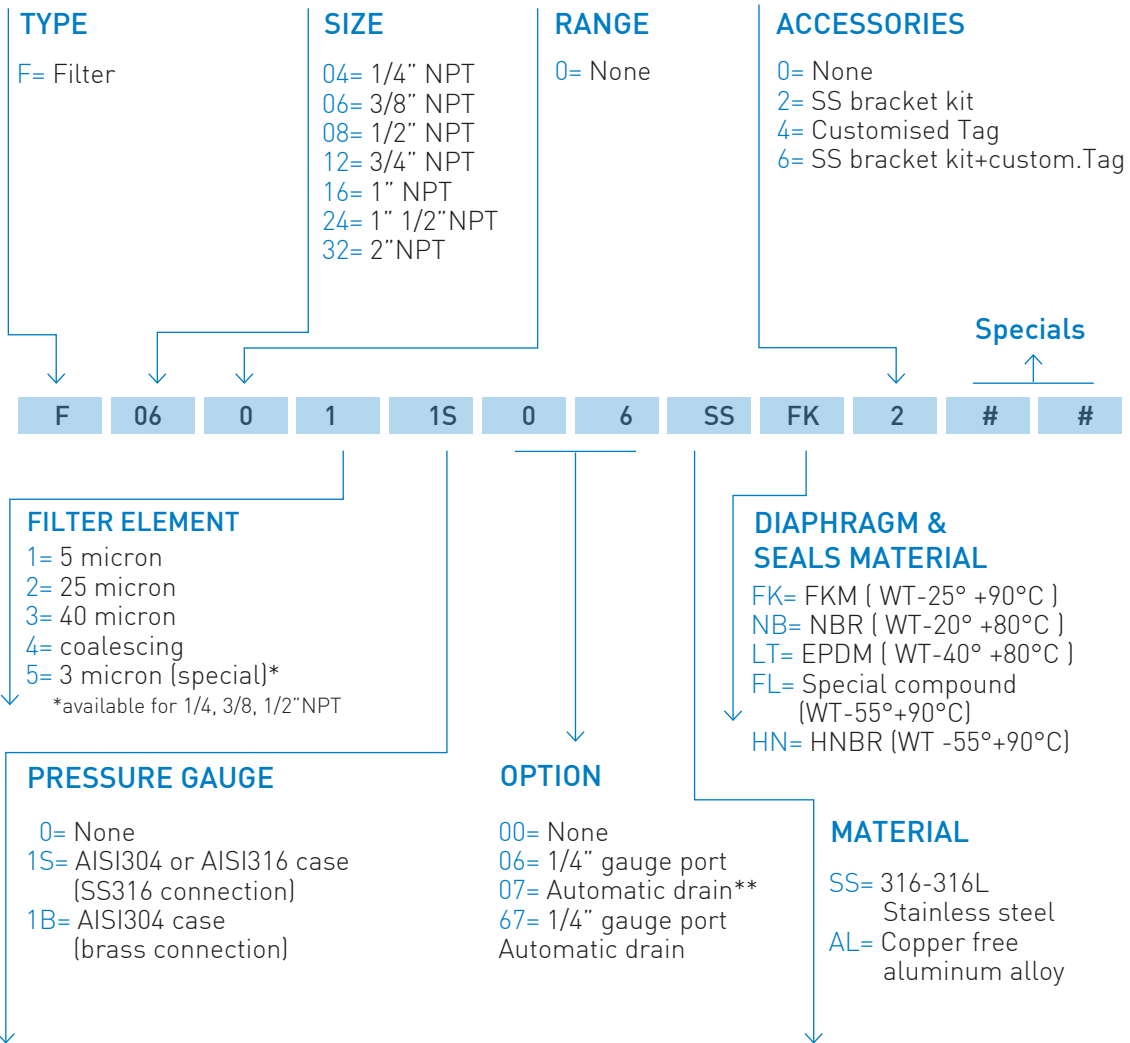 TYPE
F= Filter
SIZE
04= 1/4” NPT
06= 3/8” NPT
08= 1/2” NPT
12= 3/4” NPT
16= 1” NPT
24= 1” 1/2”NPT
32= 2”NPT
RANGE
0= None
ACCESSORIES
0= None
2= SS bracket kit
4= Customised Tag
6= SS bracket kit+custom.Tag
Specials
F 06 0 1 1S 0 6 SS FK 2 # #
FILTER ELEMENT
1= 5 micron
2= 25 micron
3= 40 micron
4= coalescing
5= 3 micron (special)*
*available for 1/4, 3/8, 1/2”NPT
PRESSURE GAUGE
0= None
1S= AISI304 or AISI316 case
(SS316 connection)
1B= AISI304 case
(brass connection)
OPTION
00= None
06= 1/4” gauge port
07= Automatic drain**
67= 1/4” gauge port
Automatic drain
DIAPHRAGM &
SEALS MATERIAL
FK= FKM ( WT-25° +90°C )
NB= NBR ( WT-20° +80°C )
LT= EPDM ( WT-40° +80°C )
FL= Special compound
(WT-55°+90°C)
HN= HNBR (WT -55°+90°C)
MATERIAL
SS= 316-316L
Stainless steel
AL= Copper free
aluminum alloy